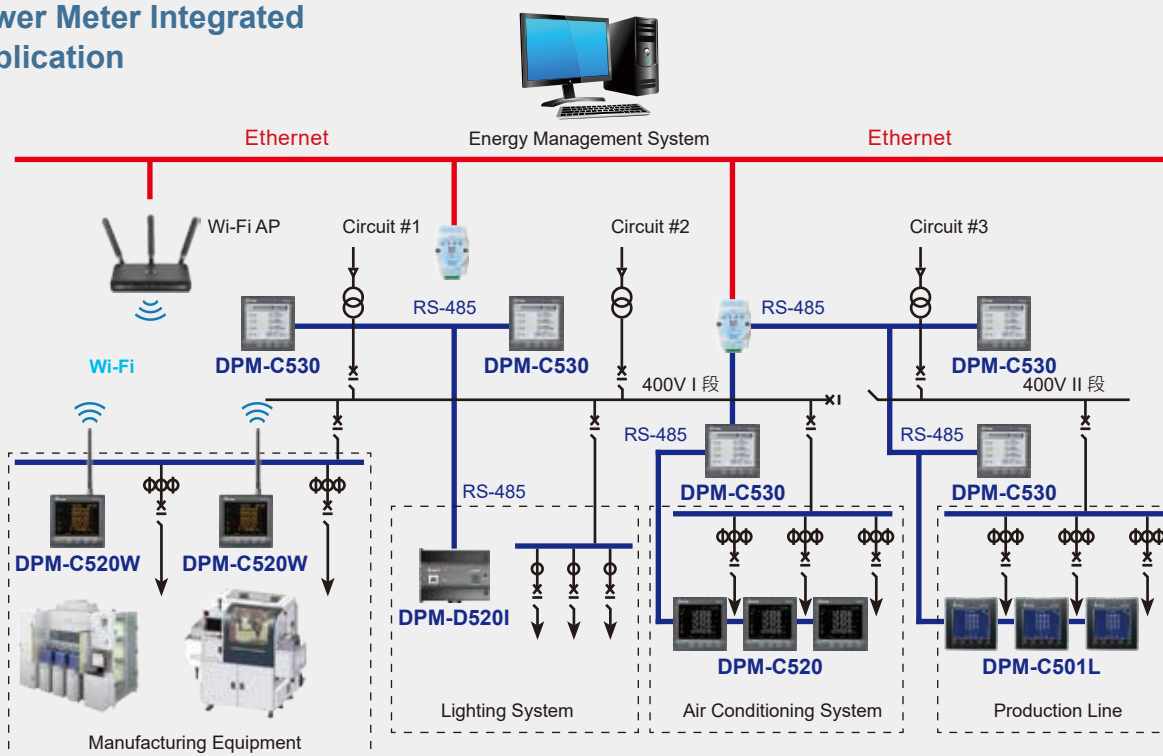 wer Meter Integrated
plication
Ethernet
Energy Management System
Ethernet
Wi-Fi AP
Circuit #1
Circuit #2
Circuit #3
RS-485
RS-485
Wi-Fi
DPM-C530
DPM-C530
DPM-C530
400V I 段
400V II 段
RS-485
RS-485
RS-485
DPM-C530
DPM-C530
DPM-C520W
DPM-C520W
DPM-D520I
DPM-C520
DPM-C501L
Lighting System
Air Conditioning System
Production Line
Manufacturing Equipment